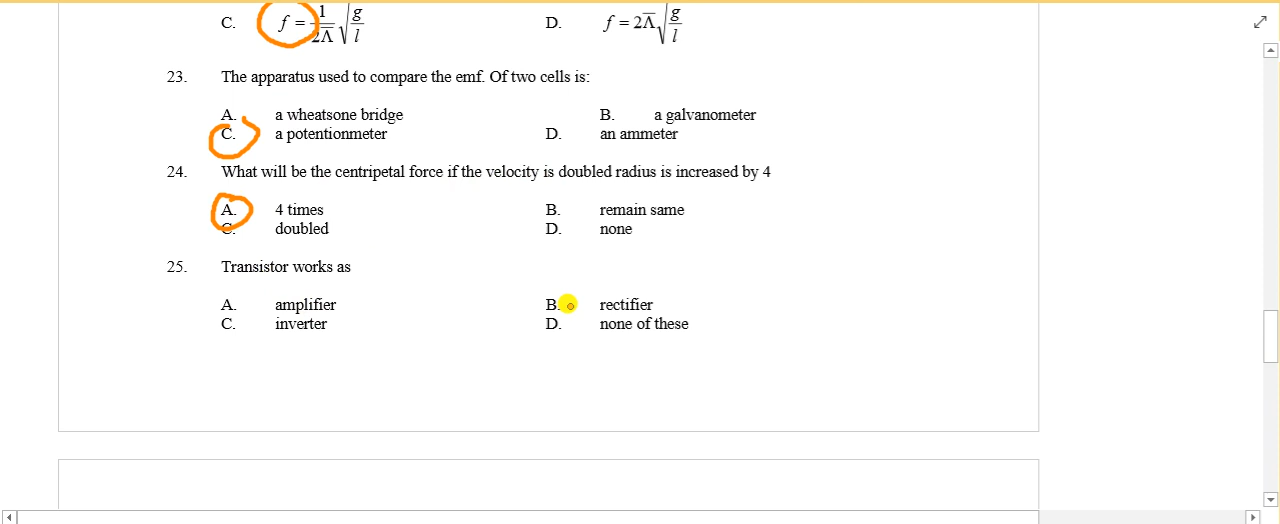 C. f = 1/2Λ̅ √g/l D. f = 2Λ̅ √g/l
23. The apparatus used to compare the emf. Of two cells is:
A. a wheatsone bridge B. a galvanometer
C. a potentionmeter D. an ammeter
24. What will be the centripetal force if the velocity is doubled radius is increased by 4
A. 4 times B. remain same
C. doubled D. none
25. Transistor works as
A. amplifier B. rectifier
C. inverter D. none of these